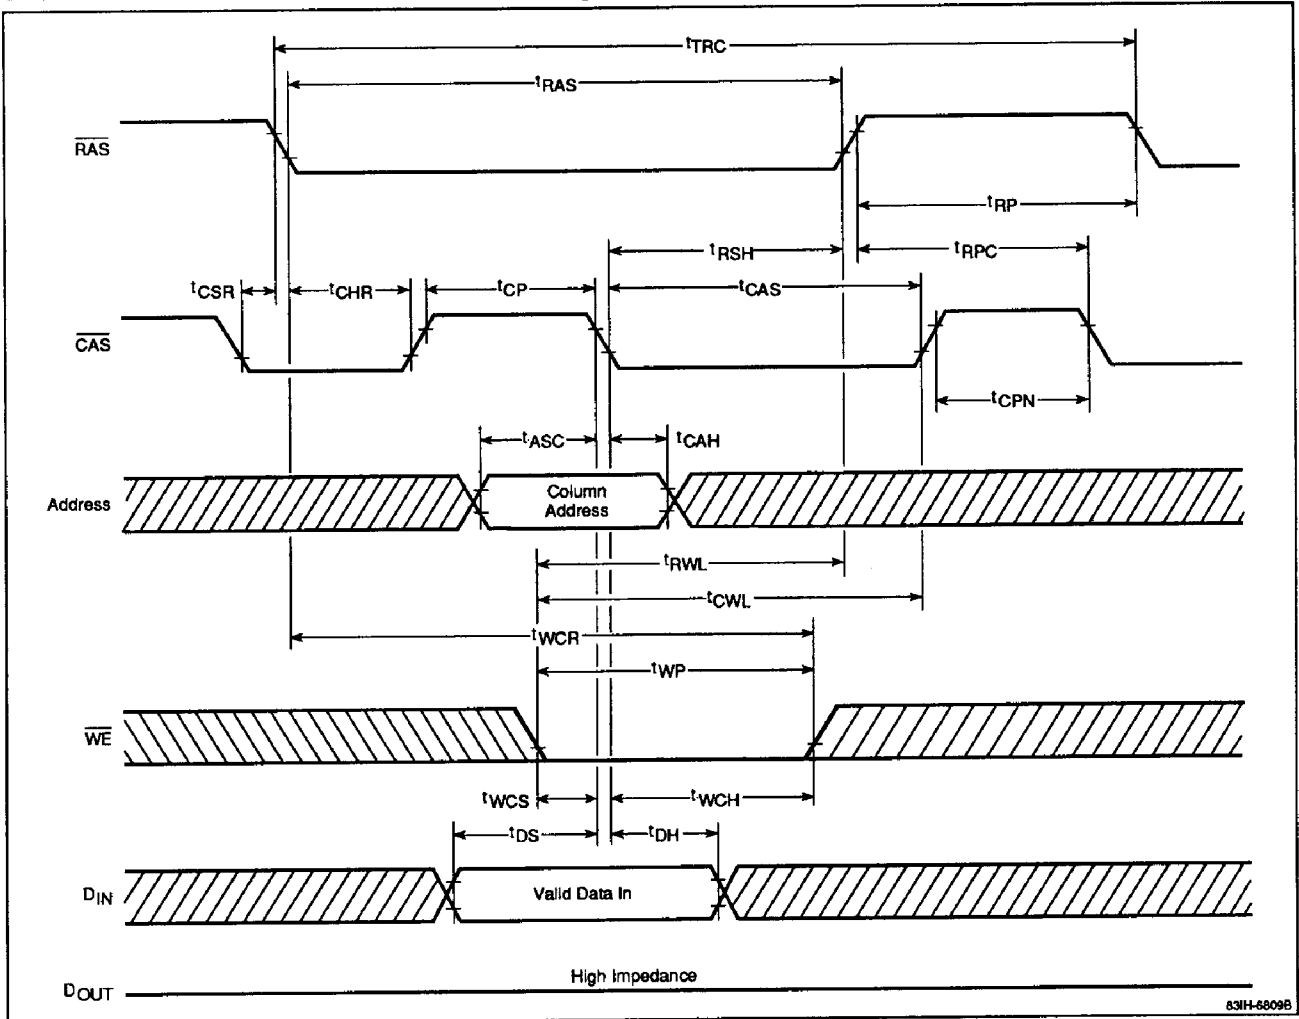 tTRC
tRAS
RAS
tRP
tRSH
tRPC
tCSR
tCHR
tCP
tCAS
CAS
tCPN
tASC
tCAH
Address
Column
Address
tRWL
tCWL
tWCR
tWP
WE
tWCS
tWCH
tDS
tDH
DIN
Valid Data In
High Impedance
DOUT
83IH-6809B